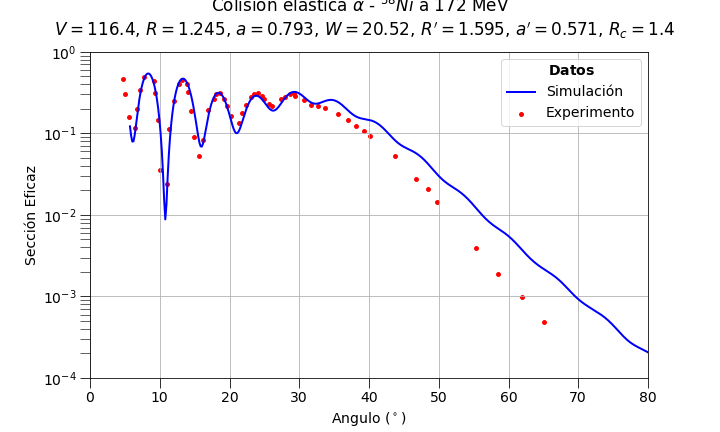 Colisión elástica α - ⁵⁸Ni a 172 MeV
V = 116.4, R = 1.245, a = 0.793, W = 20.52, R′ = 1.595, a′ = 0.571, R_c = 1.4
Datos
Simulación
Experimento
Sección Eficaz
10⁰
10⁻¹
10⁻²
10⁻³
10⁻⁴
0 10 20 30 40 50 60 70 80
Angulo (°)